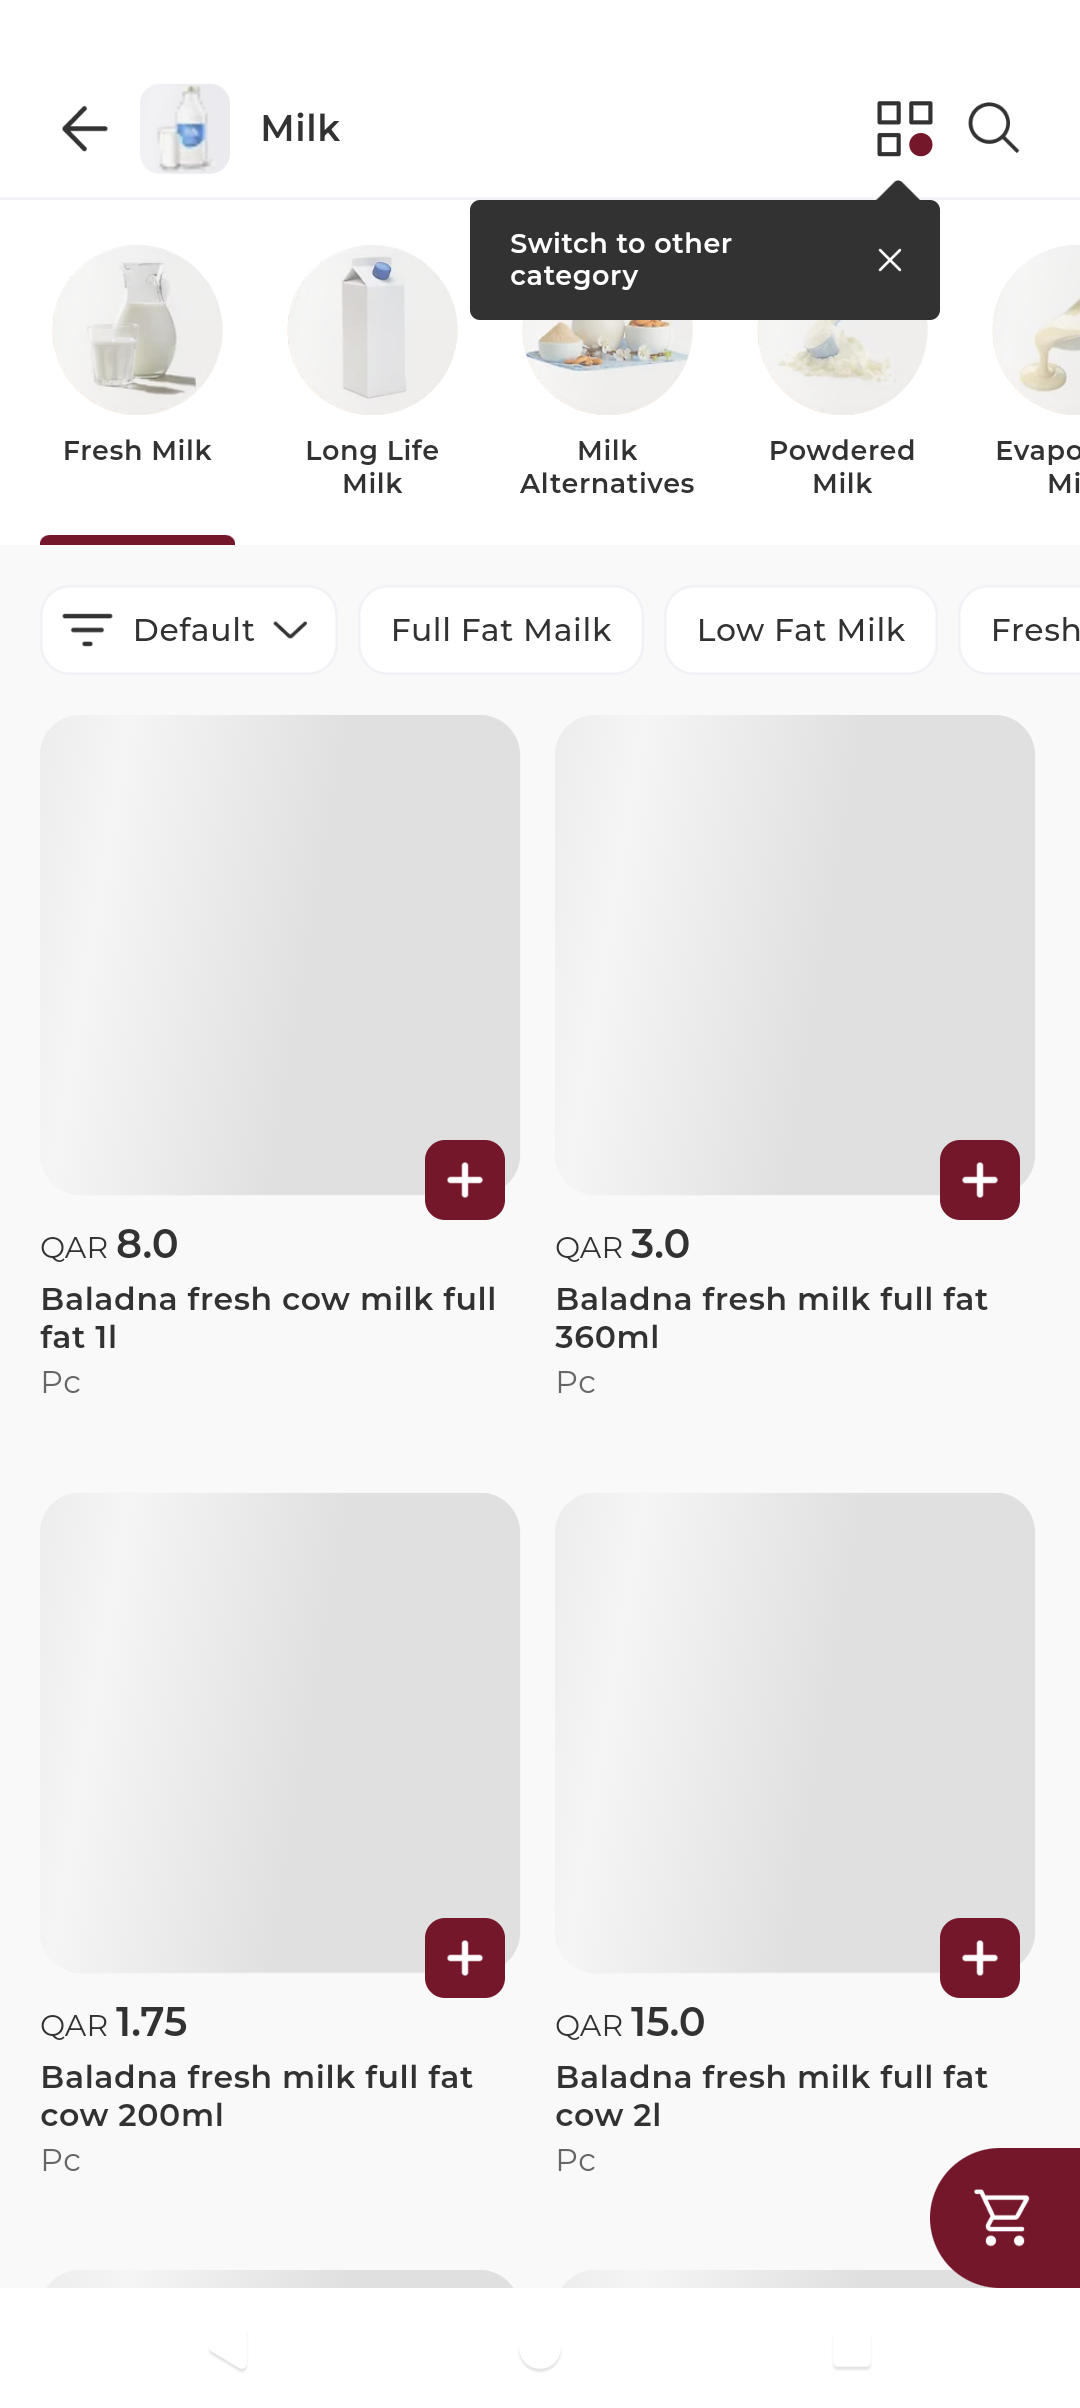 Milk
Switch to other
category
Fresh Milk
Long Life
Milk
Milk
Alternatives
Powdered
Milk
Evapo
Mi
Default
Full Fat Mailk
Low Fat Milk
Fresh
QAR 8.0
Baladna fresh cow milk full
fat 1l
Pc
QAR 3.0
Baladna fresh milk full fat
360ml
Pc
QAR 1.75
Baladna fresh milk full fat
cow 200ml
Pc
QAR 15.0
Baladna fresh milk full fat
cow 2l
Pc